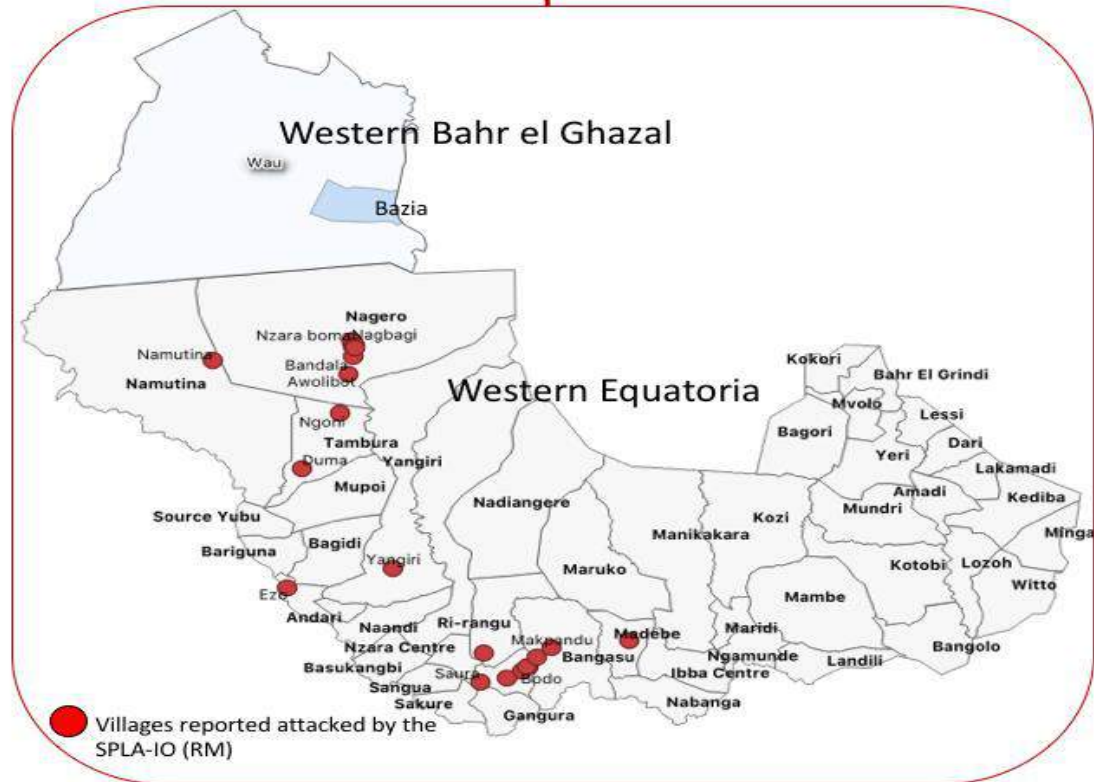 Western Bahr el Ghazal
Wau
Bazia
Nagero
Nzara boma Nagbagi
Namutina
Bandala
Namutina
Awolibot
Western Equatoria
Kokori
Bahr El Grindi
Mvolo
Lessi
Ngoni
Bagori
Tambura
Dari
Duma
Yangiri
Yeri
Lakamadi
Mupoi
Amadi
Kediba
Nadiangere
Mundri
Source Yubu
Kozi
Manikakara
Minga
Bagidi
Bariguna
Yangiri
Kotobi
Lozoh
Maruko
Witto
Ezo
Mambe
Andari
Naandi
Ri-rangu
Makpandu
Madebe
Maridi
Nzara Centre
Bangasu
Ngamunde
Bangolo
Basukangbi
Landili
Saura
Bodo
Ibba Centre
Sangua
Sakure
Nabanga
Gangura
Villages reported attacked by the
SPLA-IO (RM)